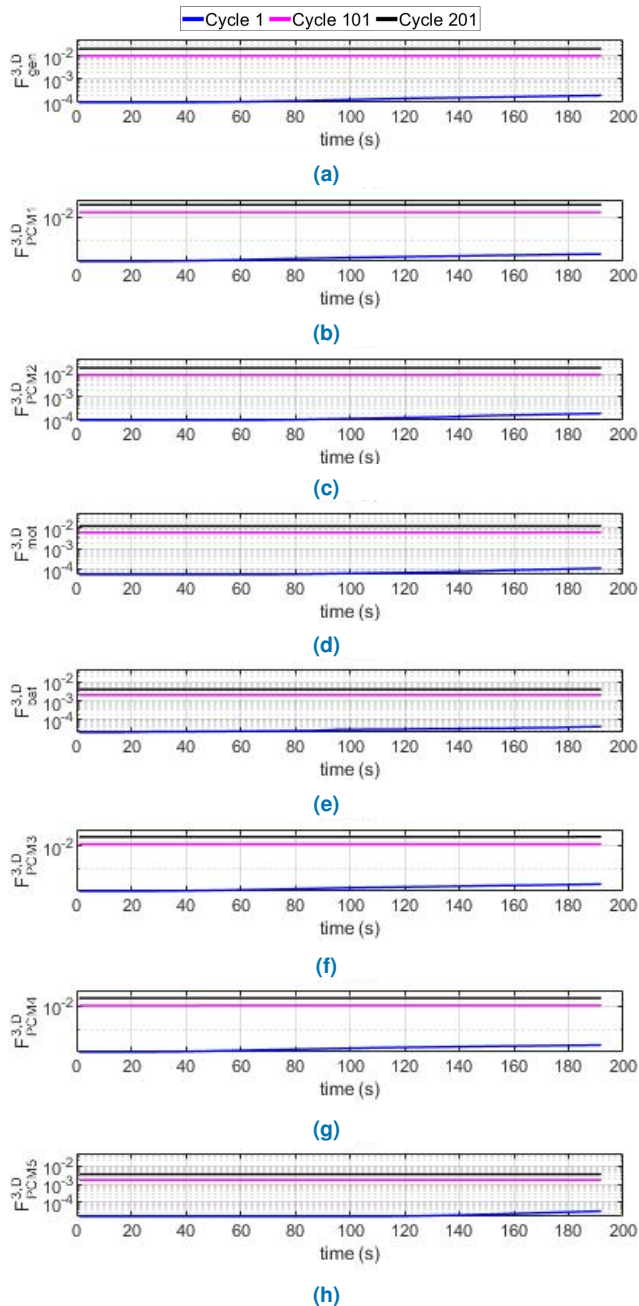 Cycle 1 Cycle 101 Cycle 201
F^{3,D}_{gen}
10^{-2}
10^{-3}
10^{-4}
0 20 40 60 80 100 120 140 160 180 200
time (s)
(a)
F^{3,D}_{PCM1}
10^{-2}
0 20 40 60 80 100 120 140 160 180 200
time (s)
(b)
F^{3,D}_{PCM2}
10^{-2}
10^{-3}
10^{-4}
0 20 40 60 80 100 120 140 160 180 200
time (s)
(c)
F^{3,D}_{mot}
10^{-2}
10^{-3}
10^{-4}
0 20 40 60 80 100 120 140 160 180 200
time (s)
(d)
F^{3,D}_{bat}
10^{-2}
10^{-3}
10^{-4}
0 20 40 60 80 100 120 140 160 180 200
time (s)
(e)
F^{3,D}_{PCM3}
10^{-2}
0 20 40 60 80 100 120 140 160 180 200
time (s)
(f)
F^{3,D}_{PCM4}
10^{-2}
0 20 40 60 80 100 120 140 160 180 200
time (s)
(g)
F^{3,D}_{PCM5}
10^{-2}
10^{-3}
10^{-4}
0 20 40 60 80 100 120 140 160 180 200
time (s)
(h)